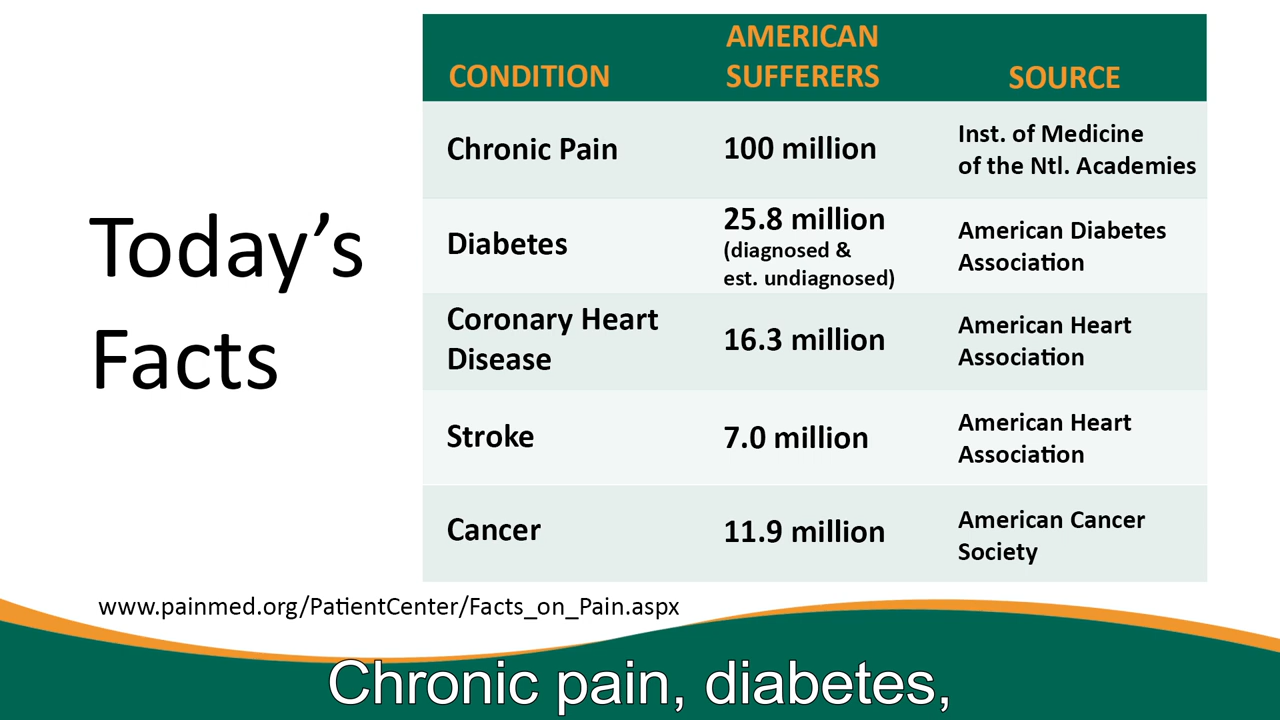 Today’s
Facts
CONDITION
AMERICAN
SUFFERERS
SOURCE
Chronic Pain
100 million
Inst. of Medicine
of the Ntl. Academies
Diabetes
25.8 million
(diagnosed &
est. undiagnosed)
American Diabetes
Association
Coronary Heart
Disease
16.3 million
American Heart
Association
Stroke
7.0 million
American Heart
Association
Cancer
11.9 million
American Cancer
Society
www.painmed.org/PatientCenter/Facts_on_Pain.aspx
Chronic pain, diabetes,